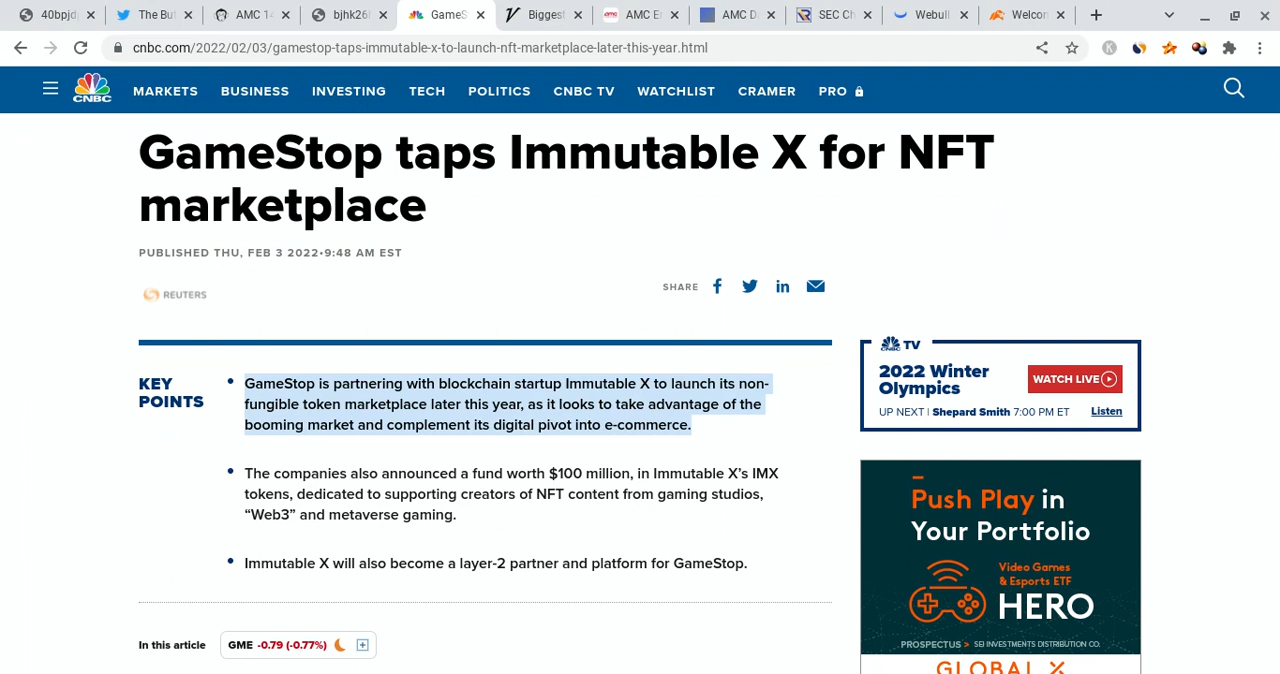 40bpjd
The But
AMC 14
bjhk26
GameS
Biggest
AMC En
AMC Da
SEC Ch
Webull
Welcom
cnbc.com/2022/02/03/gamestop-taps-immutable-x-to-launch-nft-marketplace-later-this-year.html
K
CNBC
MARKETS
BUSINESS
INVESTING
TECH
POLITICS
CNBC TV
WATCHLIST
CRAMER
PRO
GameStop taps Immutable X for NFT
marketplace
PUBLISHED THU, FEB 3 2022•9:48 AM EST
REUTERS
SHARE
KEY
POINTS
GameStop is partnering with blockchain startup Immutable X to launch its non-
fungible token marketplace later this year, as it looks to take advantage of the
booming market and complement its digital pivot into e-commerce.
The companies also announced a fund worth $100 million, in Immutable X’s IMX
tokens, dedicated to supporting creators of NFT content from gaming studios,
“Web3” and metaverse gaming.
Immutable X will also become a layer-2 partner and platform for GameStop.
In this article
GME -0.79 (-0.77%)
CNBC TV
2022 Winter
Olympics
WATCH LIVE
UP NEXT | Shepard Smith 7:00 PM ET
Listen
Push Play in
Your Portfolio
Video Games
& Esports ETF
HERO
PROSPECTUS > SEI INVESTMENTS DISTRIBUTION CO.
GLOBAL X